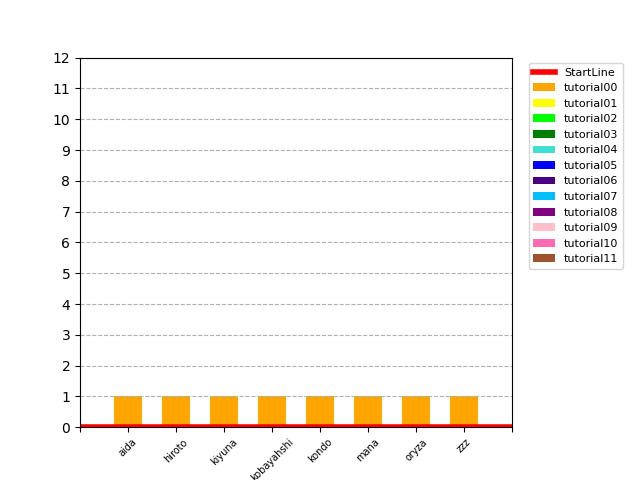 12
11
10
9
8
7
6
5
4
3
2
1
0
aida
hiroto
kiyuna
kobayahshi
kondo
mana
oryza
zzz
StartLine
tutorial00
tutorial01
tutorial02
tutorial03
tutorial04
tutorial05
tutorial06
tutorial07
tutorial08
tutorial09
tutorial10
tutorial11